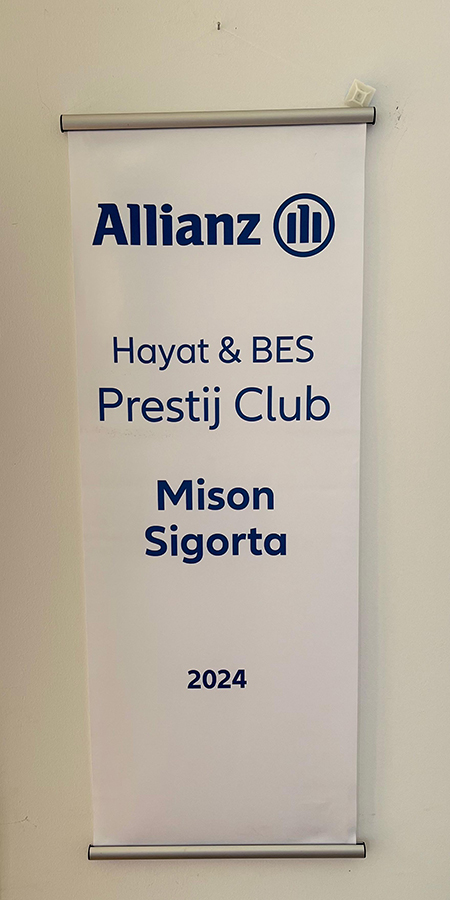 Allianz
Hayat & BES
Prestij Club
Mison
Sigorta
2024